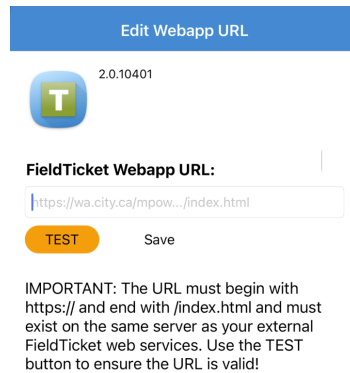 Edit Webapp URL
2.0.10401
T
FieldTicket Webapp URL:
https://wa.city.ca/mpow.../index.html
TEST Save
IMPORTANT: The URL must begin with
https:// and end with /index.html and must
exist on the same server as your external
FieldTicket web services. Use the TEST
button to ensure the URL is valid!